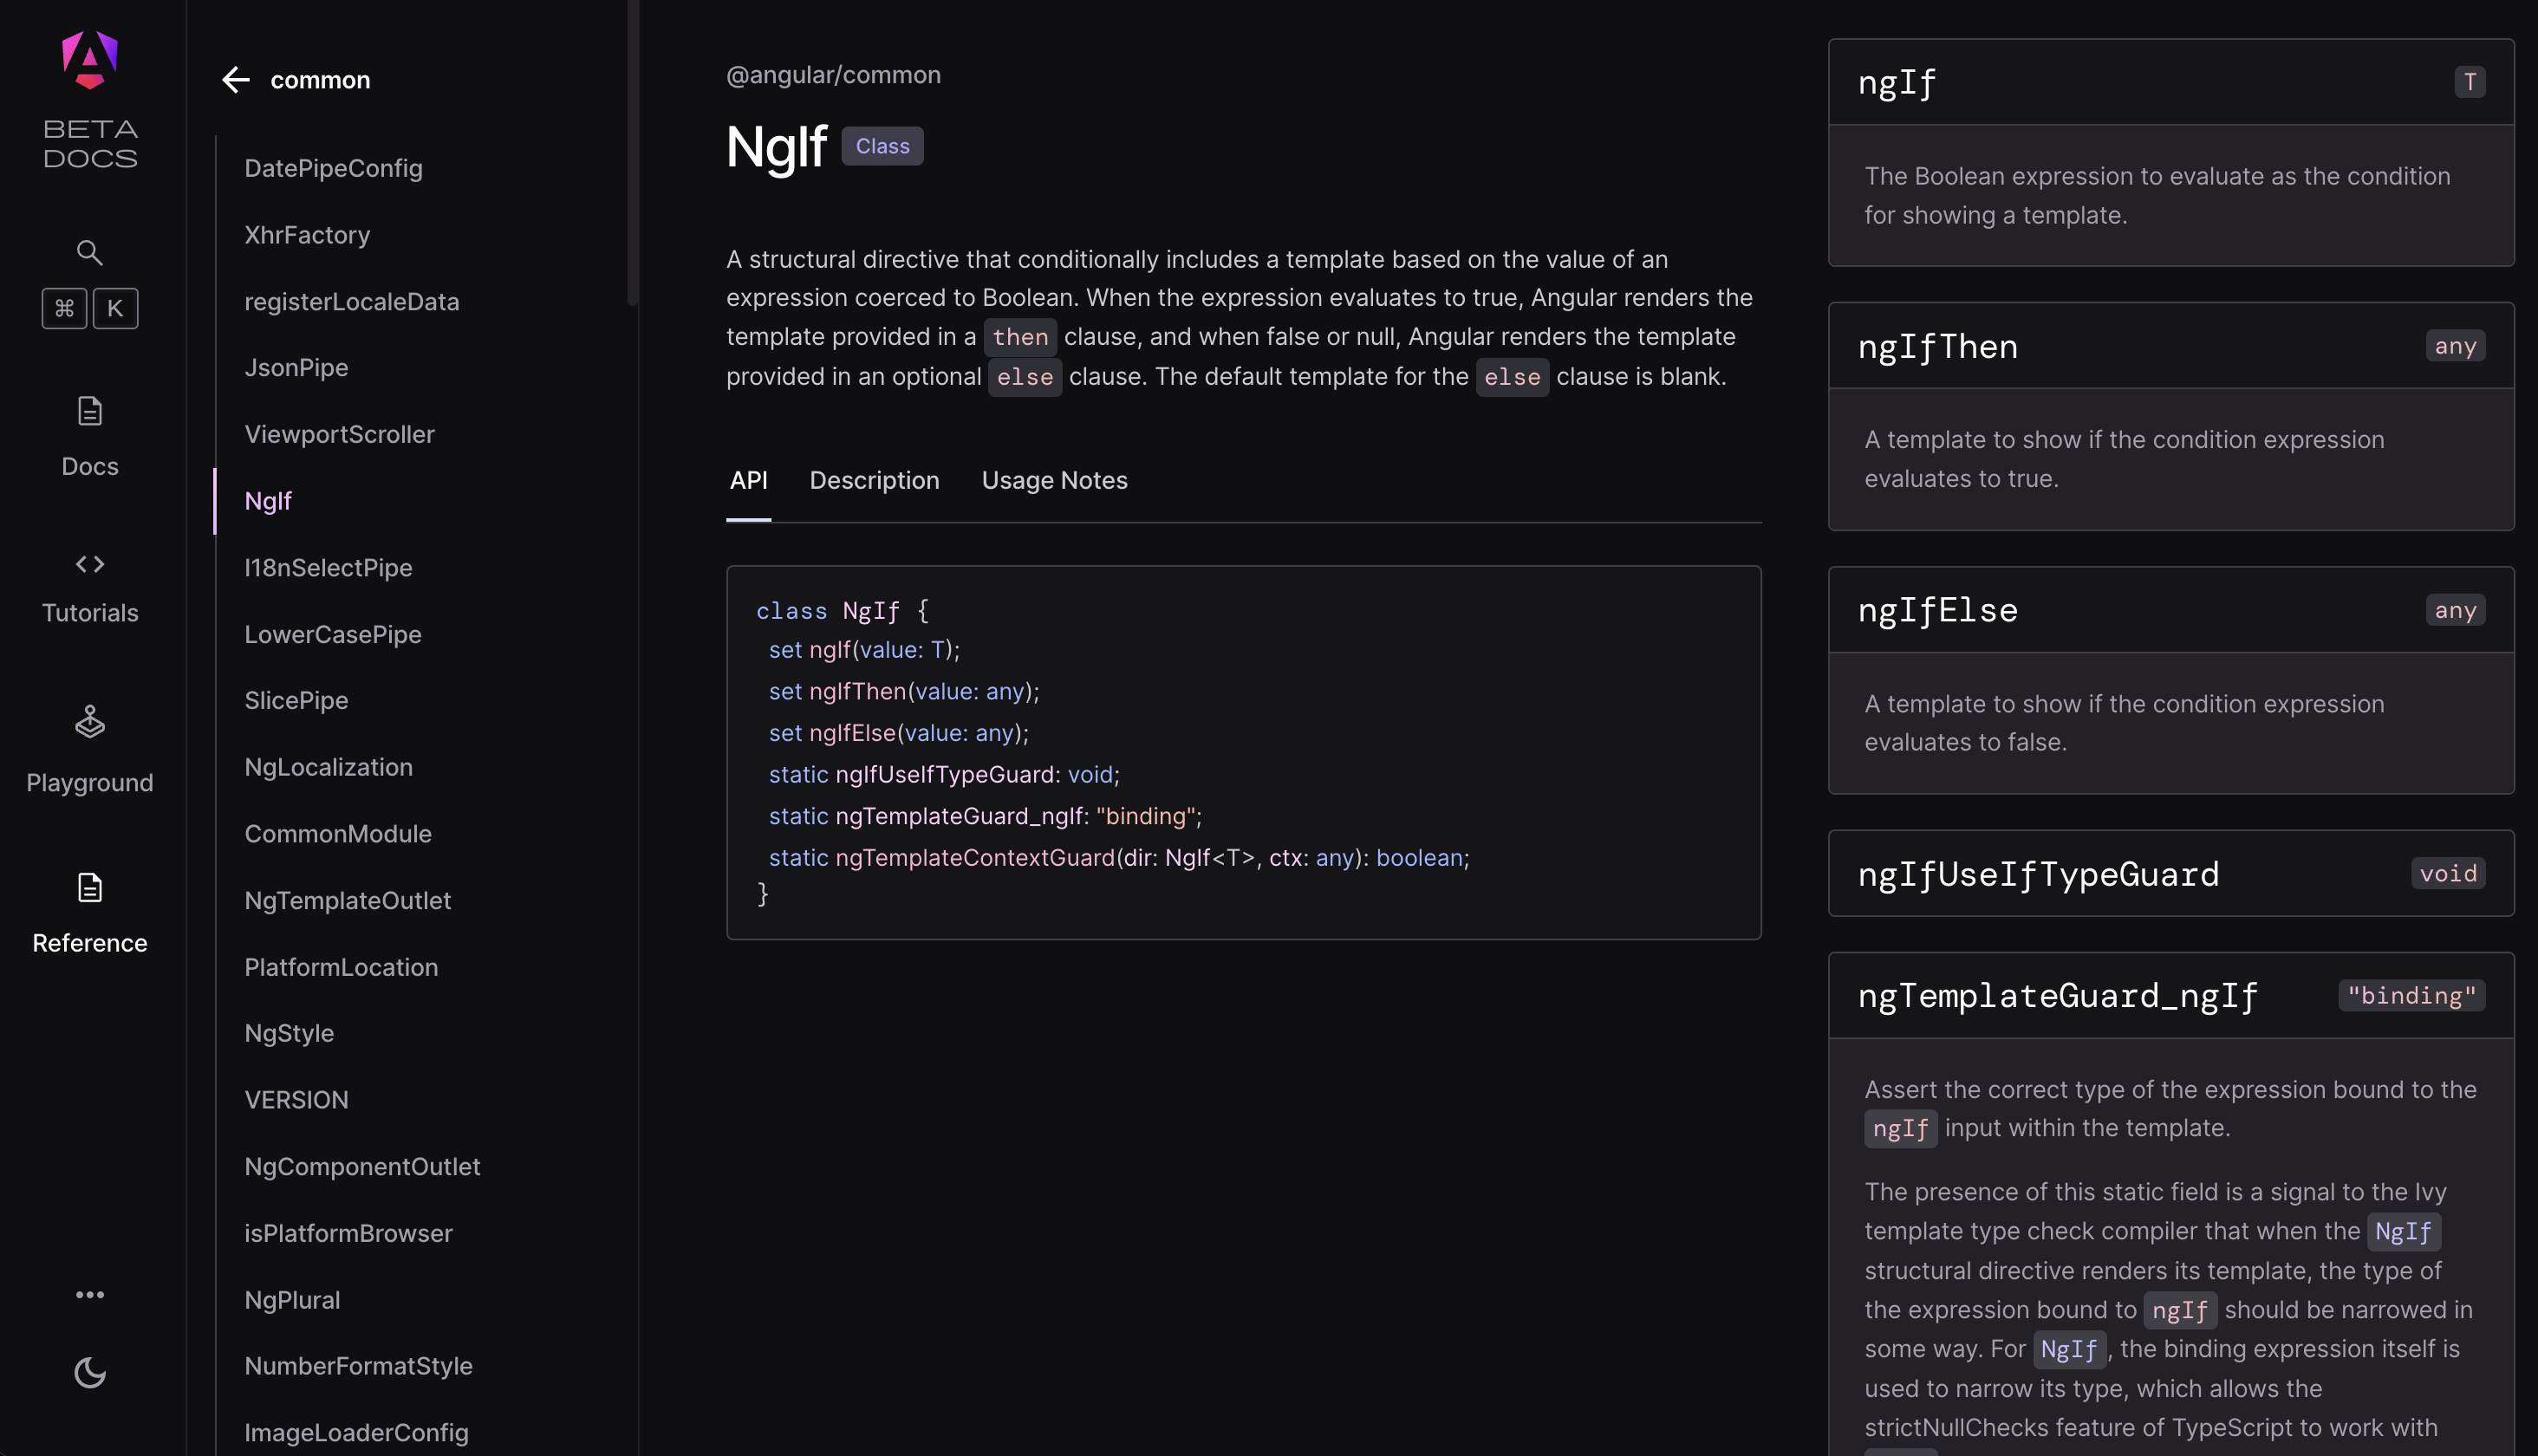 BETA
DOCS
⌘ K
Docs
Tutorials
Playground
Reference
common
DatePipeConfig
XhrFactory
registerLocaleData
JsonPipe
ViewportScroller
NgIf
I18nSelectPipe
LowerCasePipe
SlicePipe
NgLocalization
CommonModule
NgTemplateOutlet
PlatformLocation
NgStyle
VERSION
NgComponentOutlet
isPlatformBrowser
NgPlural
NumberFormatStyle
ImageLoaderConfig
@angular/common
NgIf Class
A structural directive that conditionally includes a template based on the value of an
expression coerced to Boolean. When the expression evaluates to true, Angular renders the
template provided in a then clause, and when false or null, Angular renders the template
provided in an optional else clause. The default template for the else clause is blank.
API Description Usage Notes
class NgIf {
set ngIf(value: T);
set ngIfThen(value: any);
set ngIfElse(value: any);
static ngIfUseIfTypeGuard: void;
static ngTemplateGuard_ngIf: "binding";
static ngTemplateContextGuard(dir: NgIf<T>, ctx: any): boolean;
}
ngIf T
The Boolean expression to evaluate as the condition
for showing a template.
ngIfThen any
A template to show if the condition expression
evaluates to true.
ngIfElse any
A template to show if the condition expression
evaluates to false.
ngIfUseIfTypeGuard void
ngTemplateGuard_ngIf "binding"
Assert the correct type of the expression bound to the
ngIf input within the template.
The presence of this static field is a signal to the Ivy
template type check compiler that when the NgIf
structural directive renders its template, the type of
the expression bound to ngIf should be narrowed in
some way. For NgIf, the binding expression itself is
used to narrow its type, which allows the
strictNullChecks feature of TypeScript to work with